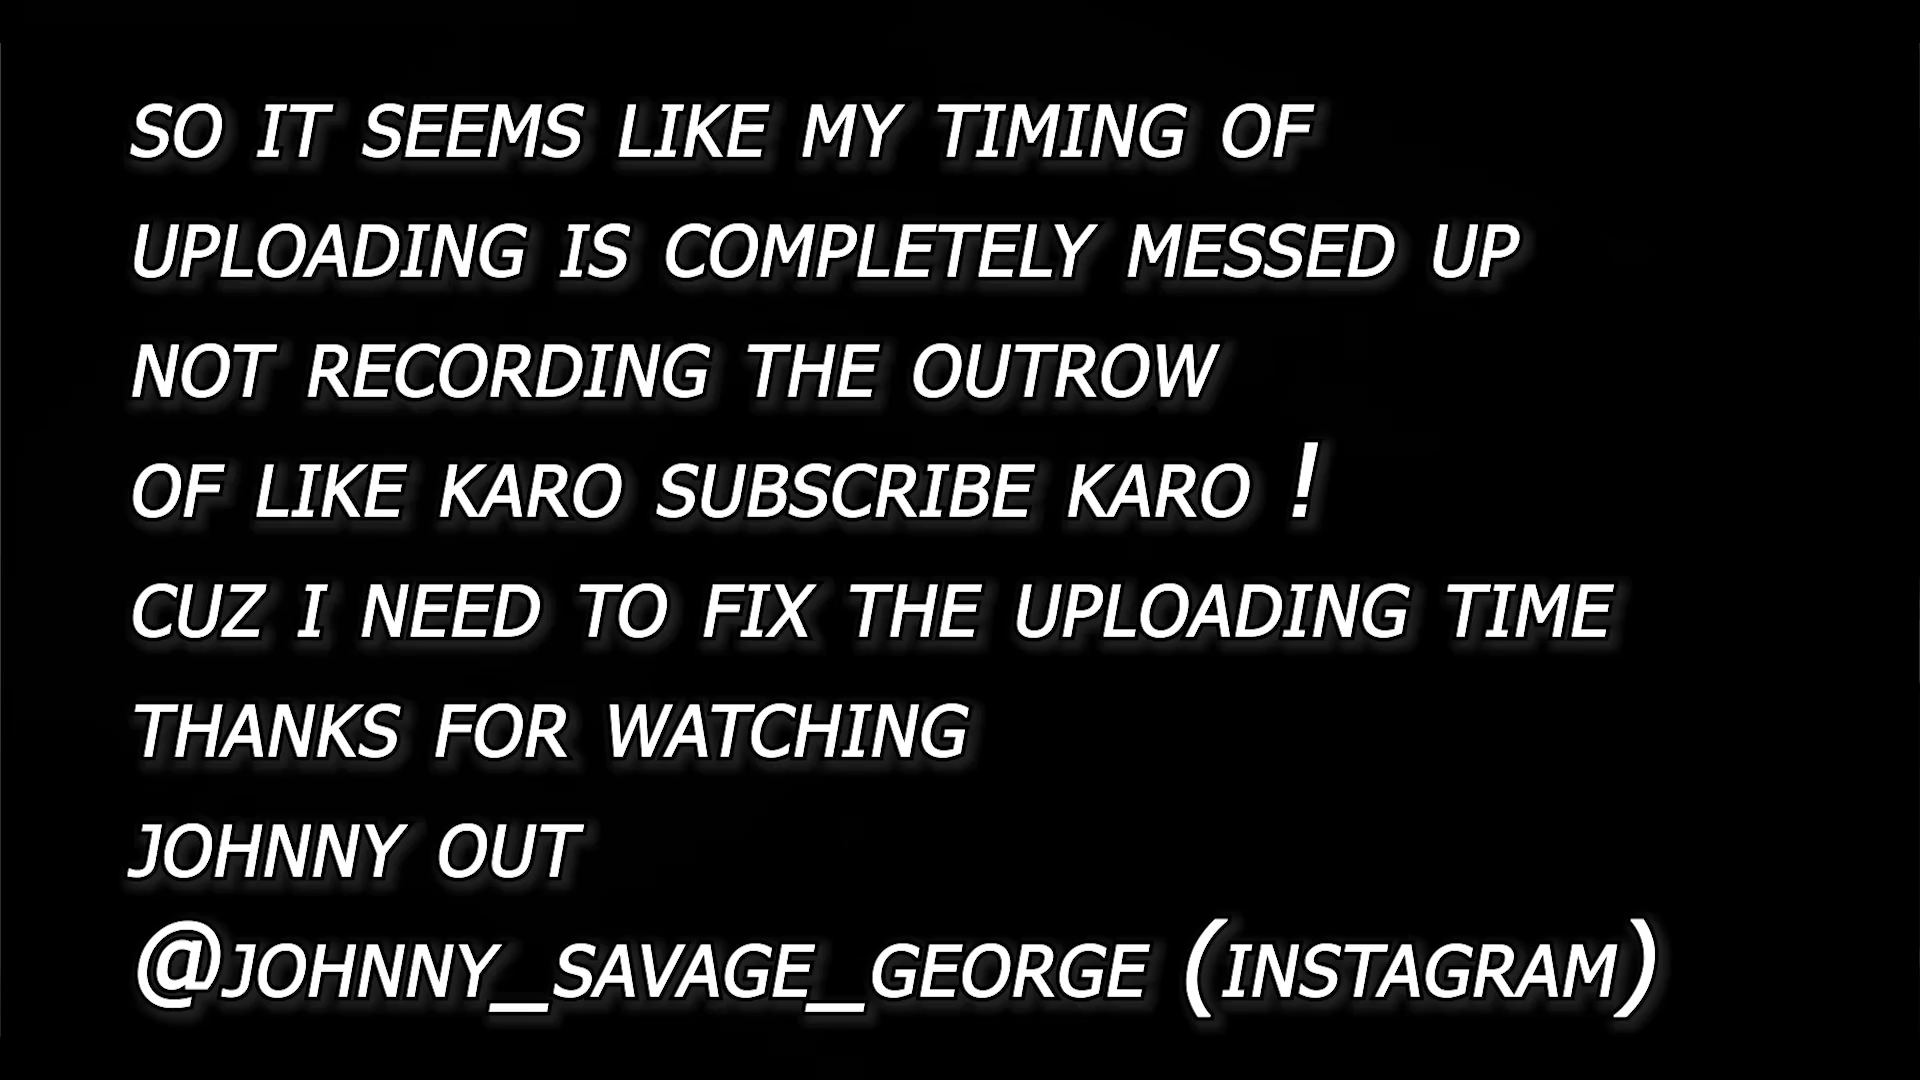 SO IT SEEMS LIKE MY TIMING OF
UPLOADING IS COMPLETELY MESSED UP
NOT RECORDING THE OUTROW
OF LIKE KARO SUBSCRIBE KARO !
CUZ I NEED TO FIX THE UPLOADING TIME
THANKS FOR WATCHING
JOHNNY OUT
@JOHNNY_SAVAGE_GEORGE (INSTAGRAM)